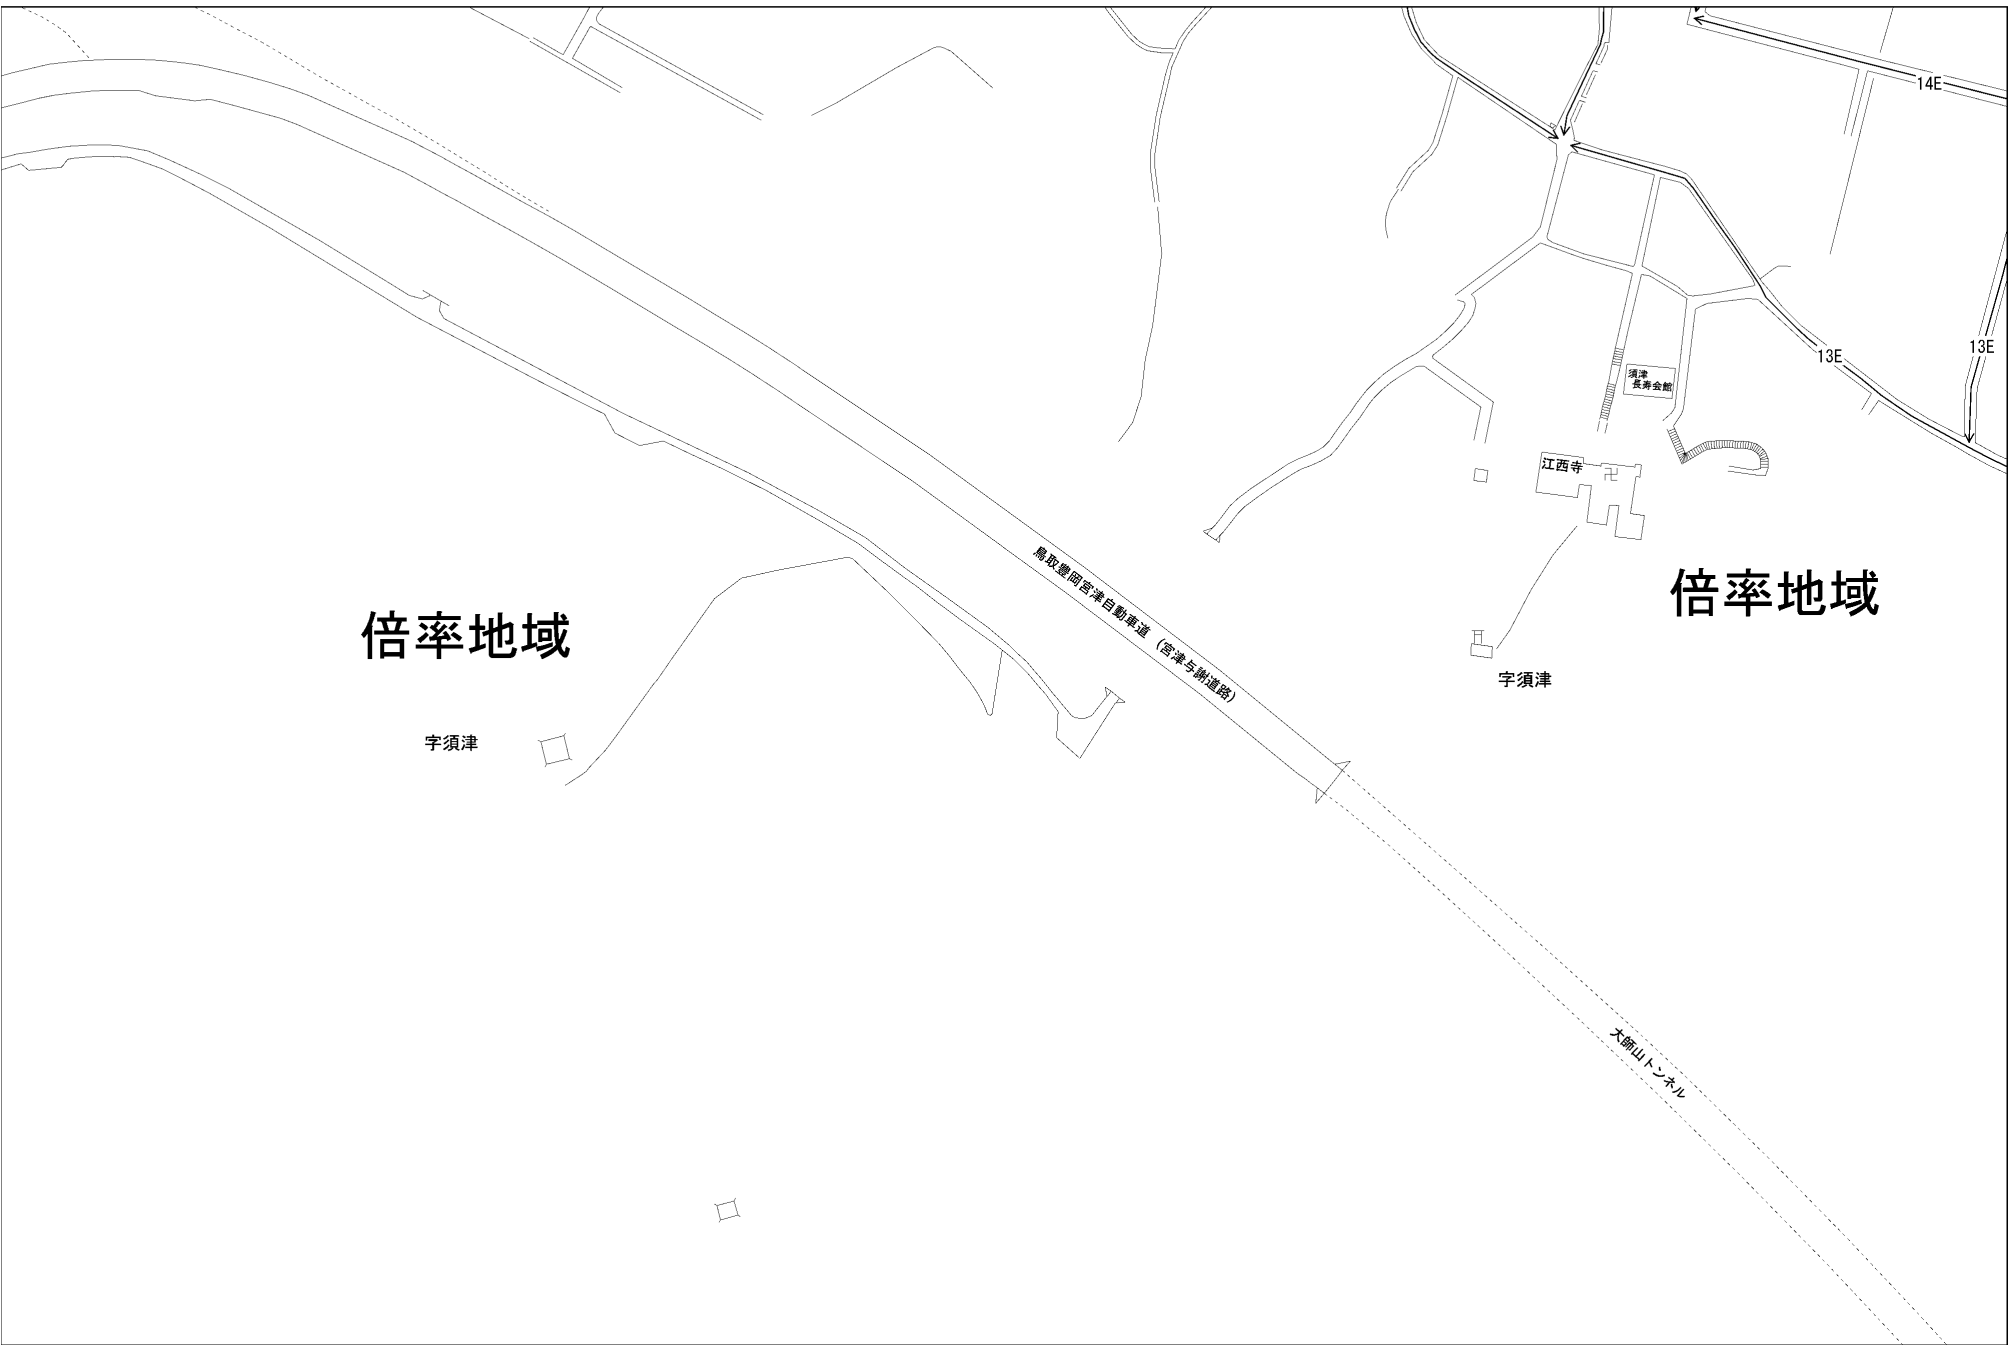 14E
13E
13E
須津
長寿会館
江西寺
鳥取豊岡宮津自動車道 (宮津与謝道路)
倍率地域
倍率地域
字須津
字須津
大師山トンネル